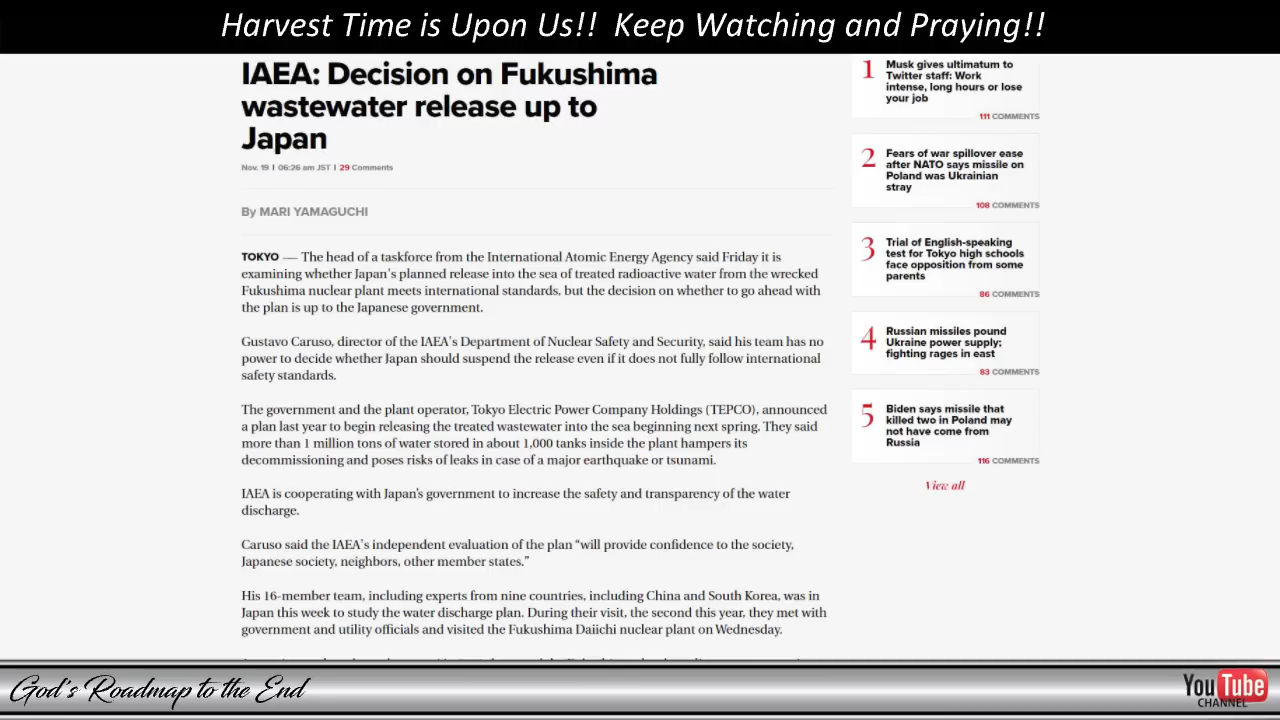 Harvest Time is Upon Us!! Keep Watching and Praying!!
IAEA: Decision on Fukushima
wastewater release up to
Japan
Nov. 19 | 06:26 am JST | 29 Comments
By MARI YAMAGUCHI
TOKYO — The head of a taskforce from the International Atomic Energy Agency said Friday it is
examining whether Japan's planned release into the sea of treated radioactive water from the wrecked
Fukushima nuclear plant meets international standards, but the decision on whether to go ahead with
the plan is up to the Japanese government.
Gustavo Caruso, director of the IAEA's Department of Nuclear Safety and Security, said his team has no
power to decide whether Japan should suspend the release even if it does not fully follow international
safety standards.
The government and the plant operator, Tokyo Electric Power Company Holdings (TEPCO), announced
a plan last year to begin releasing the treated wastewater into the sea beginning next spring. They said
more than 1 million tons of water stored in about 1,000 tanks inside the plant hampers its
decommissioning and poses risks of leaks in case of a major earthquake or tsunami.
IAEA is cooperating with Japan's government to increase the safety and transparency of the water
discharge.
Caruso said the IAEA's independent evaluation of the plan “will provide confidence to the society,
Japanese society, neighbors, other member states.”
His 16-member team, including experts from nine countries, including China and South Korea, was in
Japan this week to study the water discharge plan. During their visit, the second this year, they met with
government and utility officials and visited the Fukushima Daiichi nuclear plant on Wednesday.
1
Musk gives ultimatum to
Twitter staff: Work
intense, long hours or lose
your job
111 COMMENTS
2
Fears of war spillover ease
after NATO says missile on
Poland was Ukrainian
stray
108 COMMENTS
3
Trial of English-speaking
test for Tokyo high schools
face opposition from some
parents
86 COMMENTS
4
Russian missiles pound
Ukraine power supply;
fighting rages in east
83 COMMENTS
5
Biden says missile that
killed two in Poland may
not have come from
Russia
116 COMMENTS
View all
God's Roadmap to the End
YouTube
CHANNEL